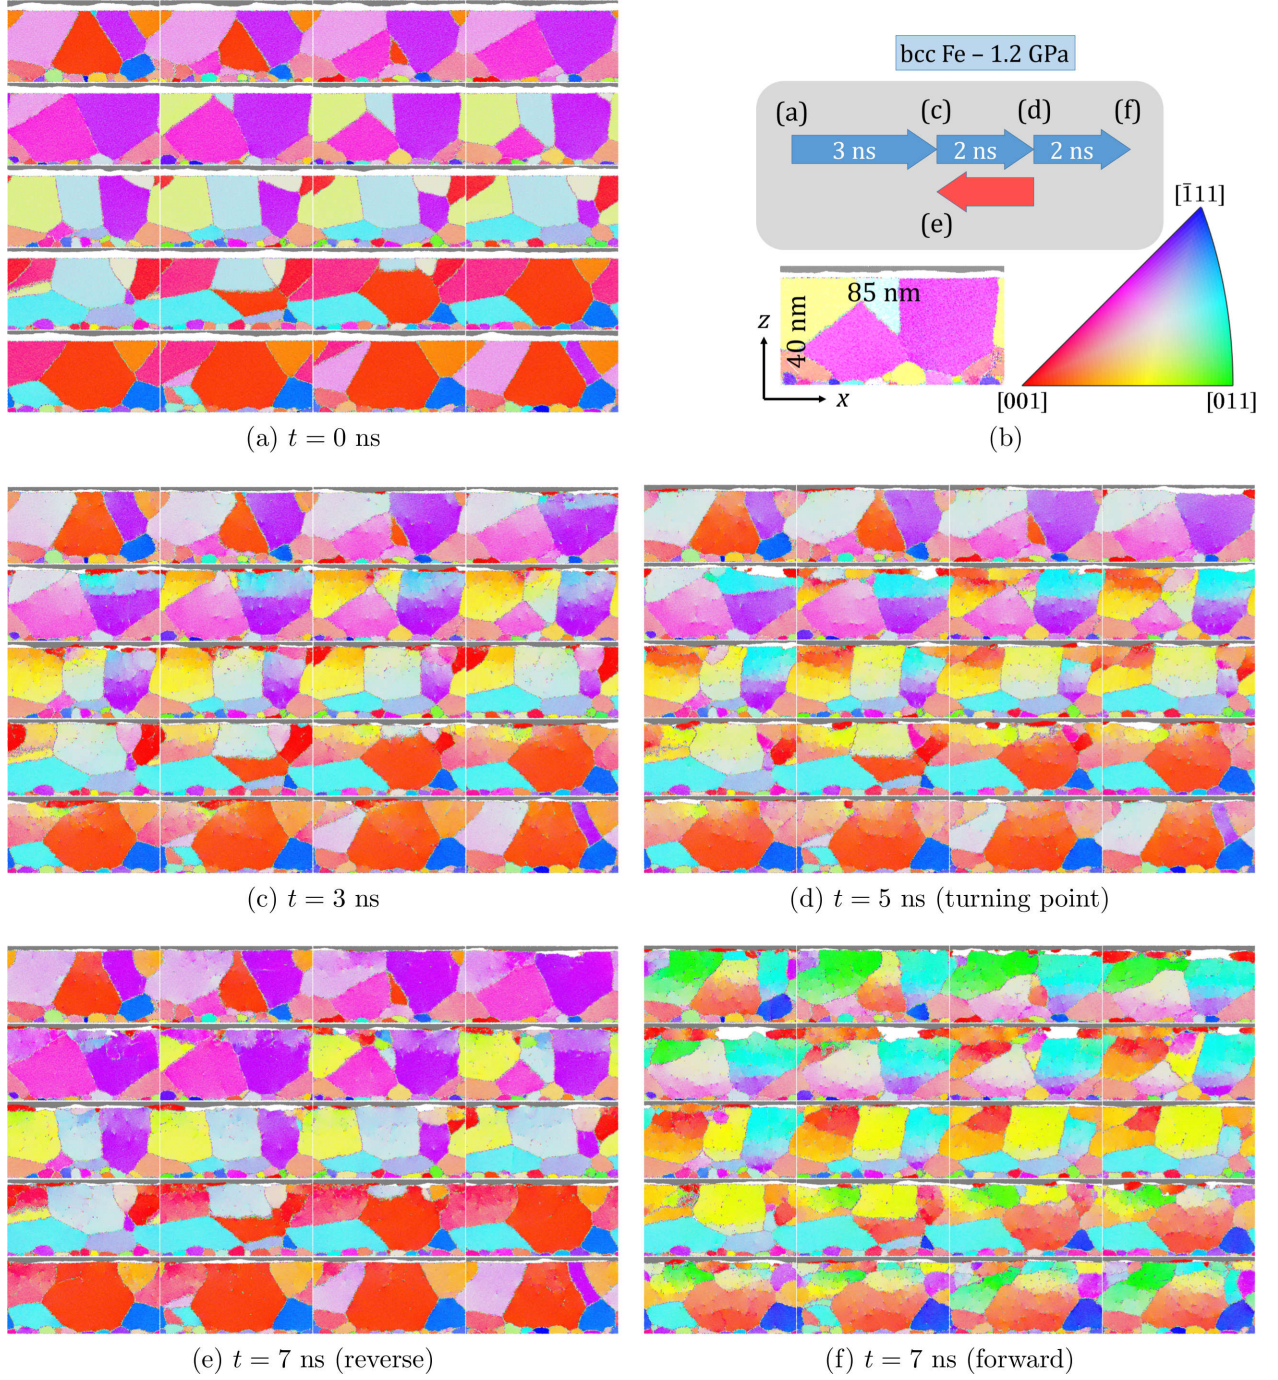 bcc Fe – 1.2 GPa
(a) (c) (d) (f)
3 ns 2 ns 2 ns
(e)
[1̄11]
85 nm
40 nm
z
x
[001] [011]
(a) t = 0 ns (b)
(c) t = 3 ns (d) t = 5 ns (turning point)
(e) t = 7 ns (reverse) (f) t = 7 ns (forward)